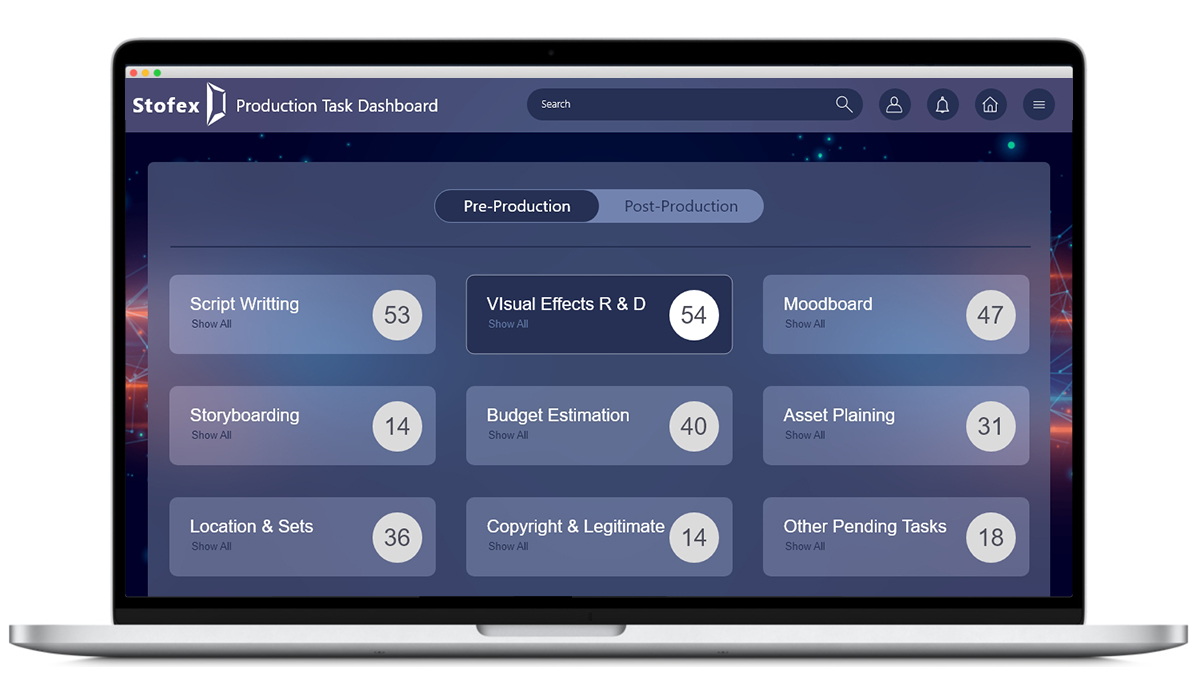 Stofex Production Task Dashboard Search
Pre-Production Post-Production
Script Writting
Show All
53
VIsual Effects R & D
Show All
54
Moodboard
Show All
47
Storyboarding
Show All
14
Budget Estimation
Show All
40
Asset Plaining
Show All
31
Location & Sets
Show All
36
Copyright & Legitimate
Show All
14
Other Pending Tasks
Show All
18